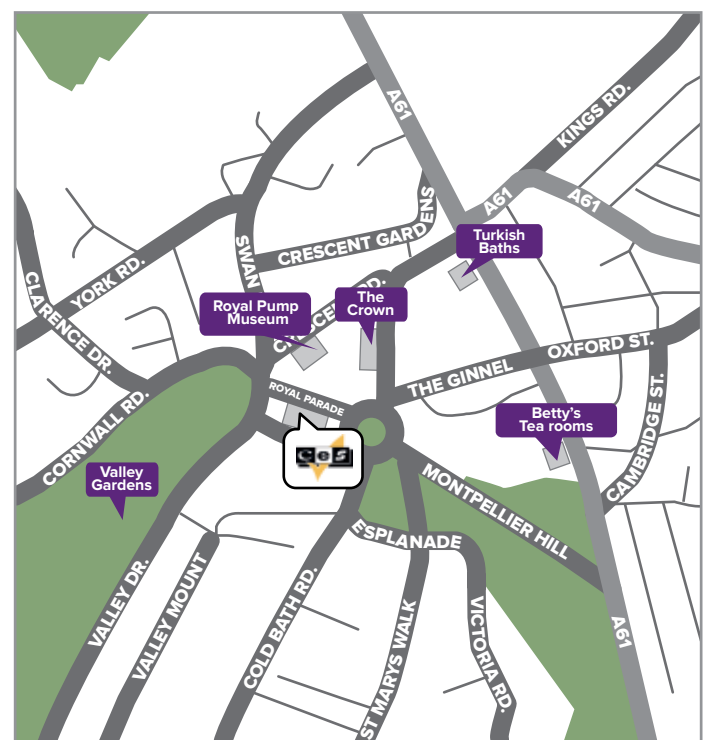 A61
KINGS RD.
A61
A61
CRESCENT GARDENS
SWAN
Turkish
Baths
YORK RD.
CLARENCE DR.
Royal Pump
Museum
The
Crown
OXFORD ST.
THE GINNEL
ROYAL PARADE
CORNWALL RD.
Betty's
Tea rooms
CAMBRIDGE ST.
ces
Valley
Gardens
MONTPELLIER HILL
ESPLANADE
VALLEY DR.
VALLEY MOUNT
COLD BATH RD.
ST MARYS WALK
VICTORIA RD.
A61